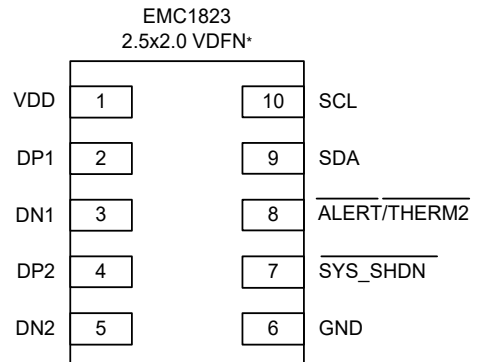 EMC1823
2.5x2.0 VDFN*
VDD 1 10 SCL
DP1 2 9 SDA
DN1 3 8 ALERT/THERM2
DP2 4 7 SYS_SHDN
DN2 5 6 GND